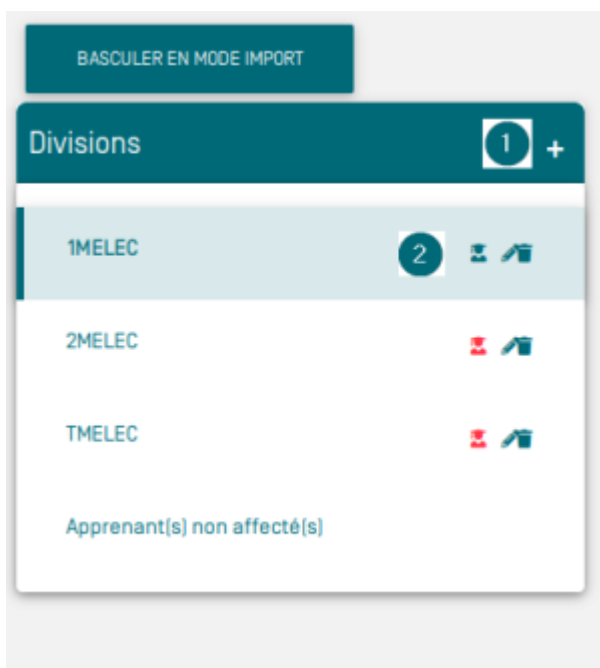 BASCULER EN MODE IMPORT
Divisions 1 +
1MELEC 2
2MELEC
TMELEC
Apprenant(s) non affecté(s)